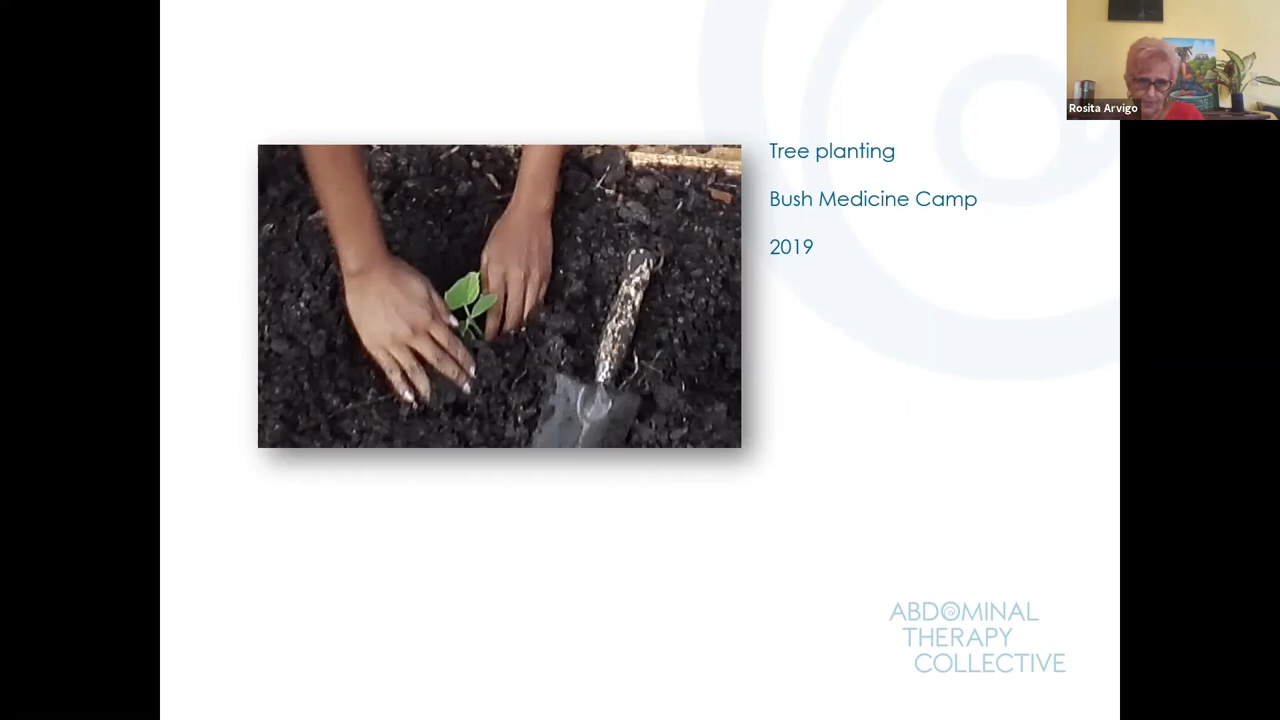 Rosita Arvigo
Tree planting
Bush Medicine Camp
2019
ABDOMINAL
THERAPY
COLLECTIVE